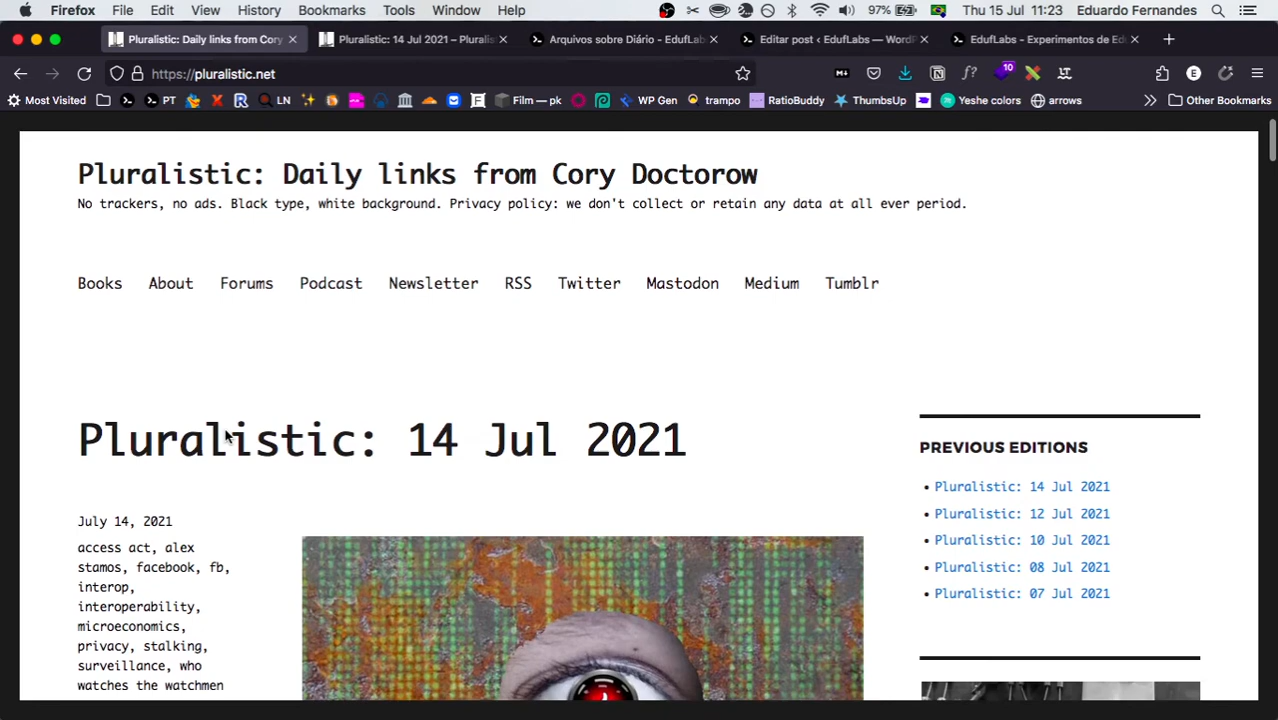 Firefox File Edit View History Bookmarks Tools Window Help 97% Thu 15 Jul 11:23 Eduardo Fernandes
Pluralistic: Daily links from Cory Pluralistic: 14 Jul 2021 – Pluralis Arquivos sobre Diário - EdufLab Editar post ‹ EdufLabs — WordP EdufLabs - Experimentos de Ed
https://pluralistic.net M+ 10 f? E
Most Visited PT LN Film — pk WP Gen trampo RatioBuddy ThumbsUp Yeshe colors arrows Other Bookmarks
Pluralistic: Daily links from Cory Doctorow
No trackers, no ads. Black type, white background. Privacy policy: we don't collect or retain any data at all ever period.
Books About Forums Podcast Newsletter RSS Twitter Mastodon Medium Tumblr
Pluralistic: 14 Jul 2021
July 14, 2021
access act, alex
stamos, facebook, fb,
interop,
interoperability,
microeconomics,
privacy, stalking,
surveillance, who
watches the watchmen
PREVIOUS EDITIONS
• Pluralistic: 14 Jul 2021
• Pluralistic: 12 Jul 2021
• Pluralistic: 10 Jul 2021
• Pluralistic: 08 Jul 2021
• Pluralistic: 07 Jul 2021